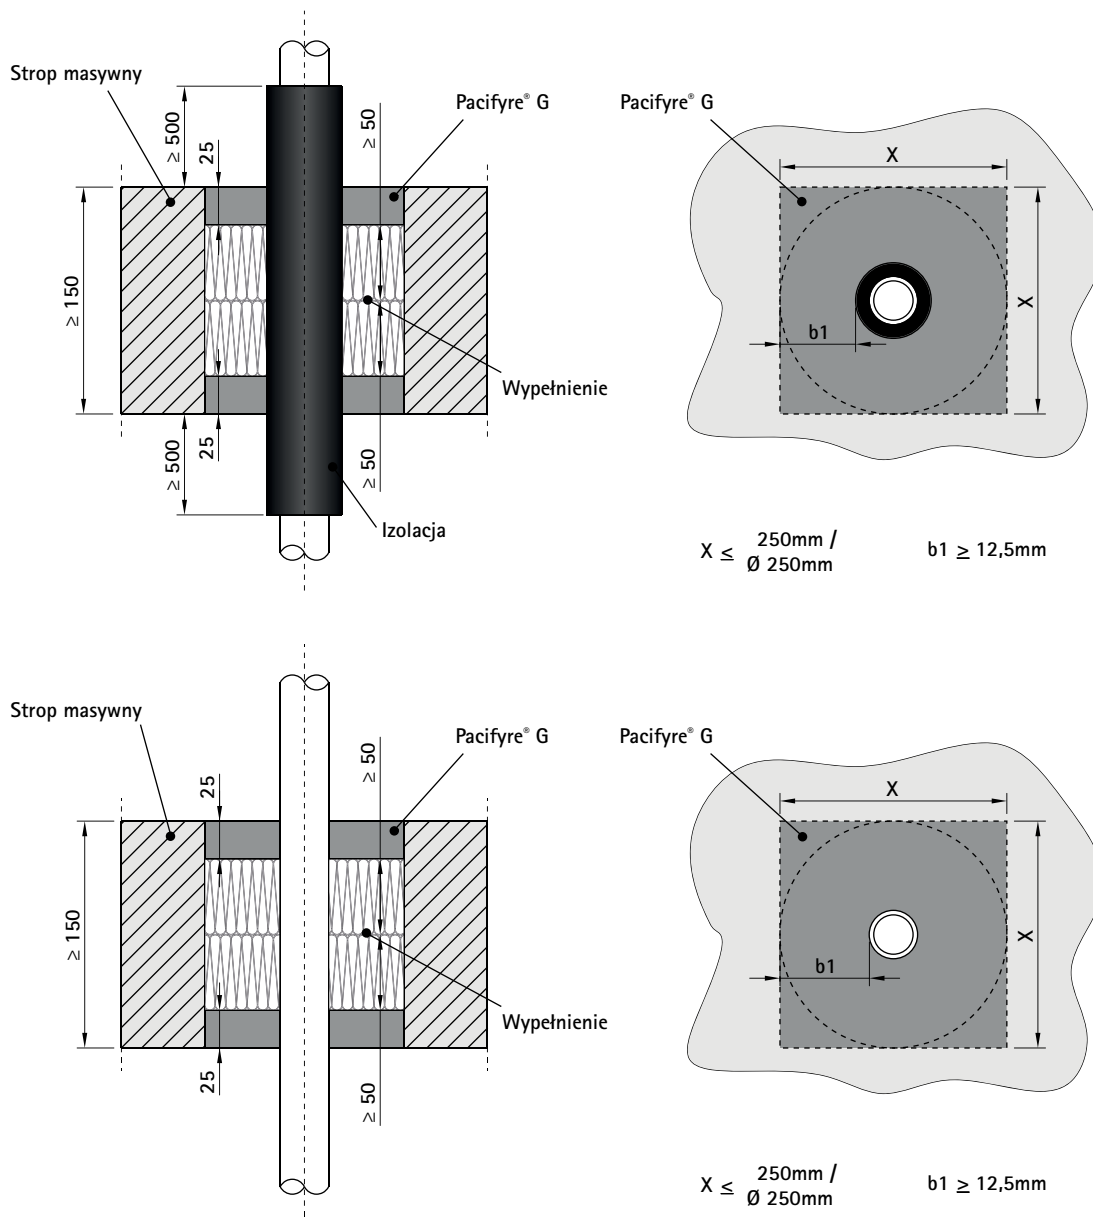 Strop masywny
Pacifyre® G
≥ 500
25
≥ 50
≥ 150
Wypełnienie
≥ 500
25
≥ 50
Izolacja
Pacifyre® G
X
X
b1
X ≤ 250mm / Ø 250mm
b1 ≥ 12,5mm
Strop masywny
Pacifyre® G
25
≥ 50
≥ 150
Wypełnienie
25
≥ 50
Pacifyre® G
X
X
b1
X ≤ 250mm / Ø 250mm
b1 ≥ 12,5mm